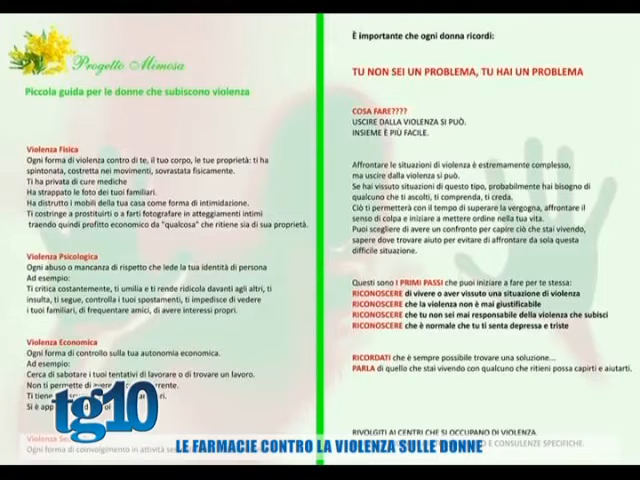 Progetto Mimosa
Piccola guida per le donne che subiscono violenza
Violenza Fisica
Ogni forma di violenza contro di te, il tuo corpo, le tue proprietà: ti ha
spintonata, costretta nei movimenti, sovrastata fisicamente.
Ti ha privata di cure mediche
Ha strappato le foto dei tuoi familiari.
Ha distrutto i mobili della tua casa come forma di intimidazione.
Ti costringe a prostituirti o a farti fotografare in atteggiamenti intimi
traendo quindi profitto economico da "qualcosa" che ritiene sia di sua proprietà.
Violenza Psicologica
Ogni abuso o mancanza di rispetto che lede la tua identità di persona
Ad esempio:
Ti critica costantemente, ti umilia e ti rende ridicola davanti agli altri, ti
insulta, ti segue, controlla i tuoi spostamenti, ti impedisce di vedere
i tuoi familiari, di frequentare amici, di avere interessi propri.
Violenza Economica
Ogni forma di controllo sulla tua autonomia economica.
Ad esempio:
Cerca di sabotare i tuoi tentativi di lavorare o di trovare un lavoro.
Non ti permette di avere
Ti tiene
Si è
Violenza
Ogni forma di coinvolgimento in attività
È importante che ogni donna ricordi:
TU NON SEI UN PROBLEMA, TU HAI UN PROBLEMA
COSA FARE????
USCIRE DALLA VIOLENZA SI PUÒ.
INSIEME È PIÙ FACILE.
Affrontare le situazioni di violenza è estremamente complesso,
ma uscire dalla violenza si può.
Se hai vissuto situazioni di questo tipo, probabilmente hai bisogno di
qualcuno che ti ascolti, ti comprenda, ti creda.
Ciò ti permetterà con il tempo di superare la vergogna, affrontare il
senso di colpa e iniziare a mettere ordine nella tua vita.
Puoi scegliere di avere un confronto per capire ciò che stai vivendo,
sapere dove trovare aiuto per evitare di affrontare da sola questa
difficile situazione.
Questi sono I PRIMI PASSI che puoi iniziare a fare per te stessa:
RICONOSCERE di vivere o aver vissuto una situazione di violenza
RICONOSCERE che la violenza non è mai giustificabile
RICONOSCERE che tu non sei mai responsabile della violenza che subisci
RICONOSCERE che è normale che tu ti senta depressa e triste
RICORDATI che è sempre possibile trovare una soluzione...
PARLA di quello che stai vivendo con qualcuno che ritieni possa capirti e aiutarti.
RIVOLGITI AI CENTRI CHE SI OCCUPANO DI VIOLENZA.
E CONSULENZE SPECIFICHE.
tg10
LE FARMACIE CONTRO LA VIOLENZA SULLE DONNE